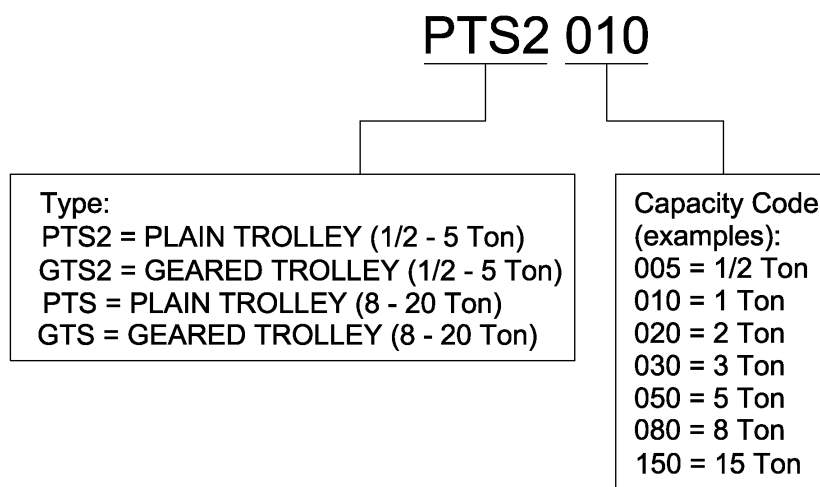 PTS2 010
Type:
PTS2 = PLAIN TROLLEY (1/2 - 5 Ton)
GTS2 = GEARED TROLLEY (1/2 - 5 Ton)
PTS = PLAIN TROLLEY (8 - 20 Ton)
GTS = GEARED TROLLEY (8 - 20 Ton)
Capacity Code
(examples):
005 = 1/2 Ton
010 = 1 Ton
020 = 2 Ton
030 = 3 Ton
050 = 5 Ton
080 = 8 Ton
150 = 15 Ton